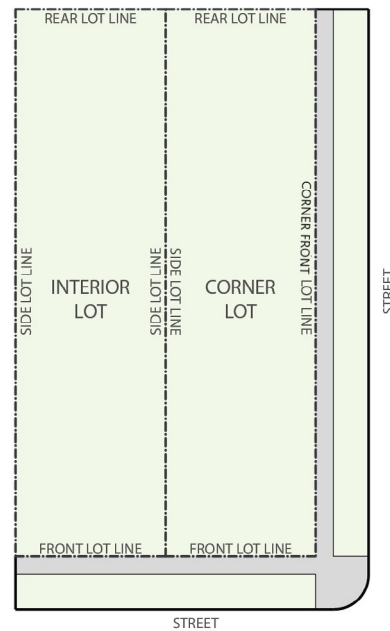 REAR LOT LINE
REAR LOT LINE
SIDE LOT LINE
INTERIOR
LOT
SIDE LOT LINE
SIDE LOT LINE
CORNER
LOT
CORNER FRONT LOT LINE
STREET
FRONT LOT LINE
FRONT LOT LINE
STREET